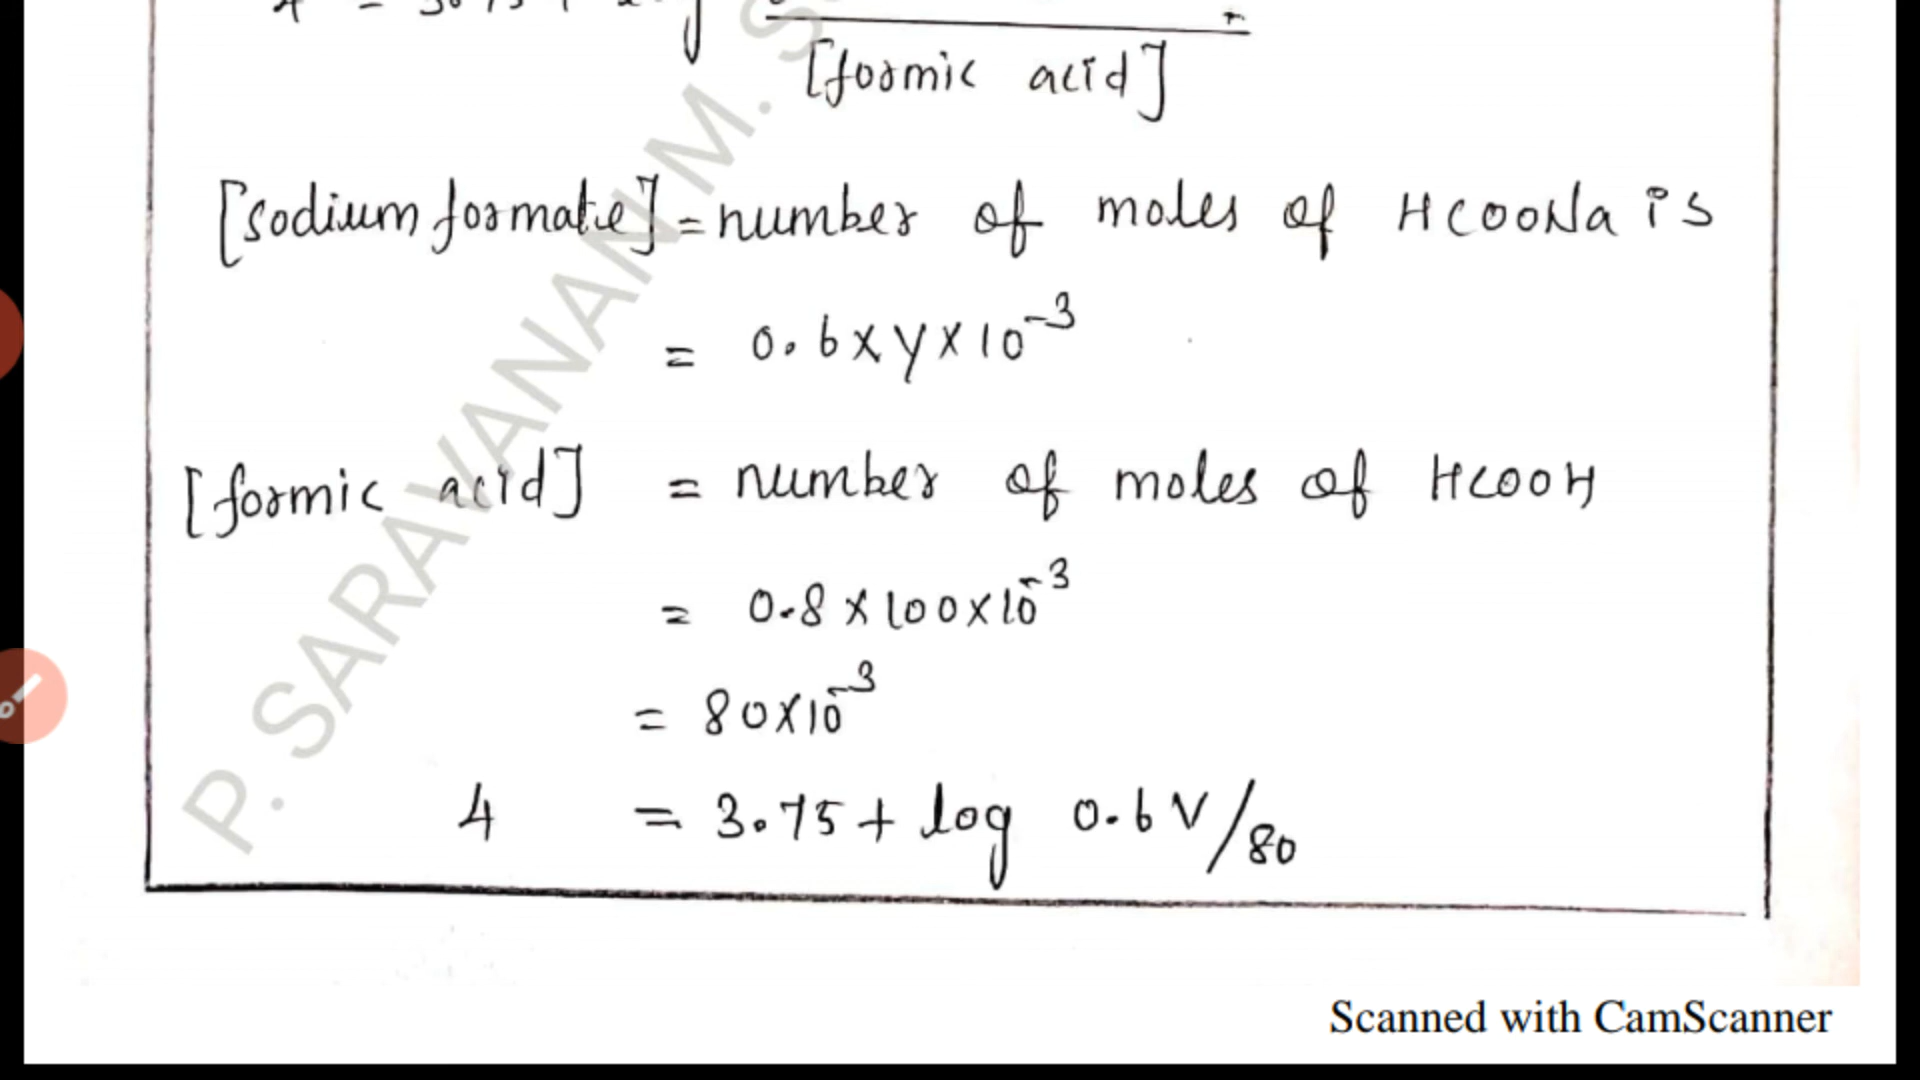 [formic acid]
[sodium formate] = number of moles of HCOONa is
= 0.6 x y x 10⁻³
[formic acid] = number of moles of HCOOH
= 0.8 x 100 x 10⁻³
= 80 x 10⁻³
4 = 3.75 + log 0.6 V/80
P. SARAVANAN M. S
Scanned with CamScanner